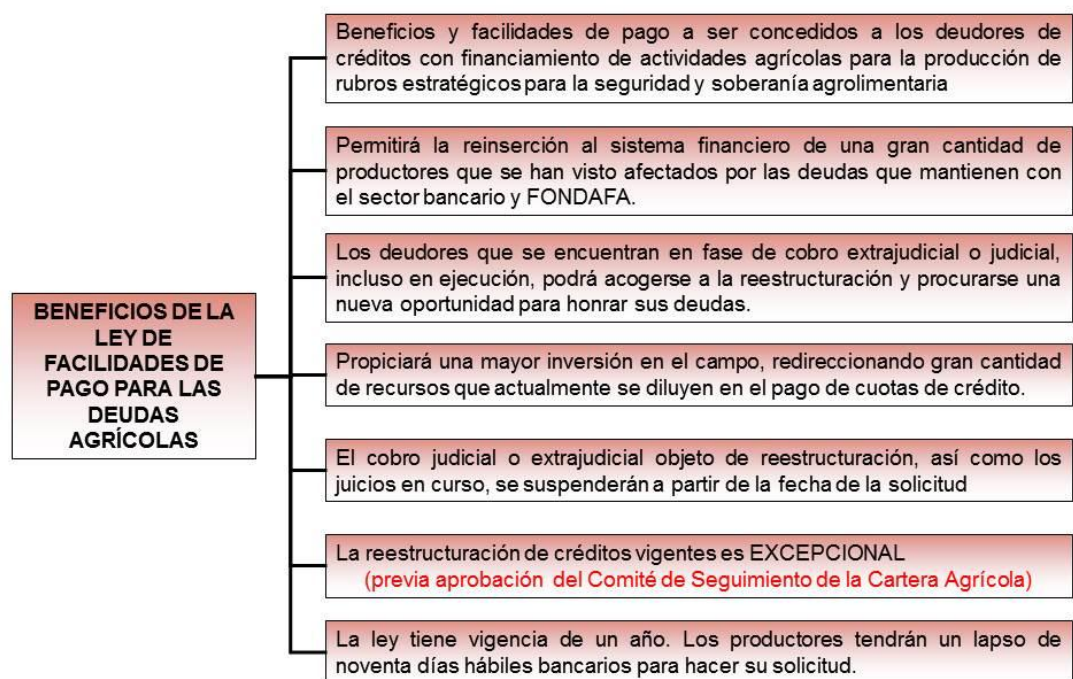 Beneficios y facilidades de pago a ser concedidos a los deudores de
créditos con financiamiento de actividades agrícolas para la producción de
rubros estratégicos para la seguridad y soberanía agrolimentaria
Permitirá la reinserción al sistema financiero de una gran cantidad de
productores que se han visto afectados por las deudas que mantienen con
el sector bancario y FONDAFA.
Los deudores que se encuentran en fase de cobro extrajudicial o judicial,
incluso en ejecución, podrá acogerse a la reestructuración y procurarse una
nueva oportunidad para honrar sus deudas.
BENEFICIOS DE LA
LEY DE
FACILIDADES DE
PAGO PARA LAS
DEUDAS
AGRÍCOLAS
Propiciará una mayor inversión en el campo, redireccionando gran cantidad
de recursos que actualmente se diluyen en el pago de cuotas de crédito.
El cobro judicial o extrajudicial objeto de reestructuración, así como los
juicios en curso, se suspenderán a partir de la fecha de la solicitud
La reestructuración de créditos vigentes es EXCEPCIONAL
(previa aprobación del Comité de Seguimiento de la Cartera Agrícola)
La ley tiene vigencia de un año. Los productores tendrán un lapso de
noventa días hábiles bancarios para hacer su solicitud.